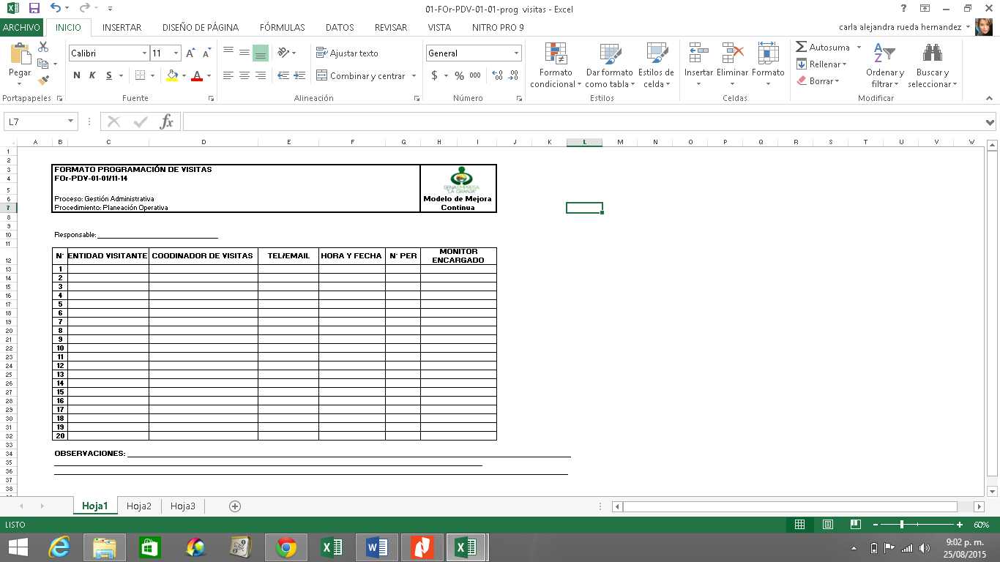 01-FOr-PDV-01-01-prog visitas - Excel
ARCHIVO INICIO INSERTAR DISEÑO DE PÁGINA FÓRMULAS DATOS REVISAR VISTA NITRO PRO 9 carla alejandra rueda hernandez
Calibri 11 Ajustar texto General Autosuma
Rellenar
Pegar N K S Combinar y centrar $ % 000 Formato condicional Dar formato como tabla Estilos de celda Insertar Eliminar Formato Borrar Ordenar y filtrar Buscar y seleccionar
Portapapeles Fuente Alineación Número Estilos Celdas Modificar
L7 fx
A B C D E F G H I J K L M N O P Q R S T U V W
1
2
3 FORMATO PROGRAMACIÓN DE VISITAS
4 FOr-PDV-01-01/11-14
SENA EMPRESA
5 "LA GRANJA"
6 Proceso: Gestión Administrativa Modelo de Mejora
7 Procedimiento: Planeación Operativa Continua
8
9
10 Responsable:
11
12 N° ENTIDAD VISITANTE COODINADOR DE VISITAS TEL/EMAIL HORA Y FECHA N° PER MONITOR ENCARGADO
13 1
14 2
15 3
16 4
17 5
18 6
19 7
20 8
21 9
22 10
23 11
24 12
25 13
26 14
27 15
28 16
29 17
30 18
31 19
32 20
33
34 OBSERVACIONES:
35
36
37
38
Hoja1 Hoja2 Hoja3
LISTO 60%
9:02 p. m.
25/08/2015